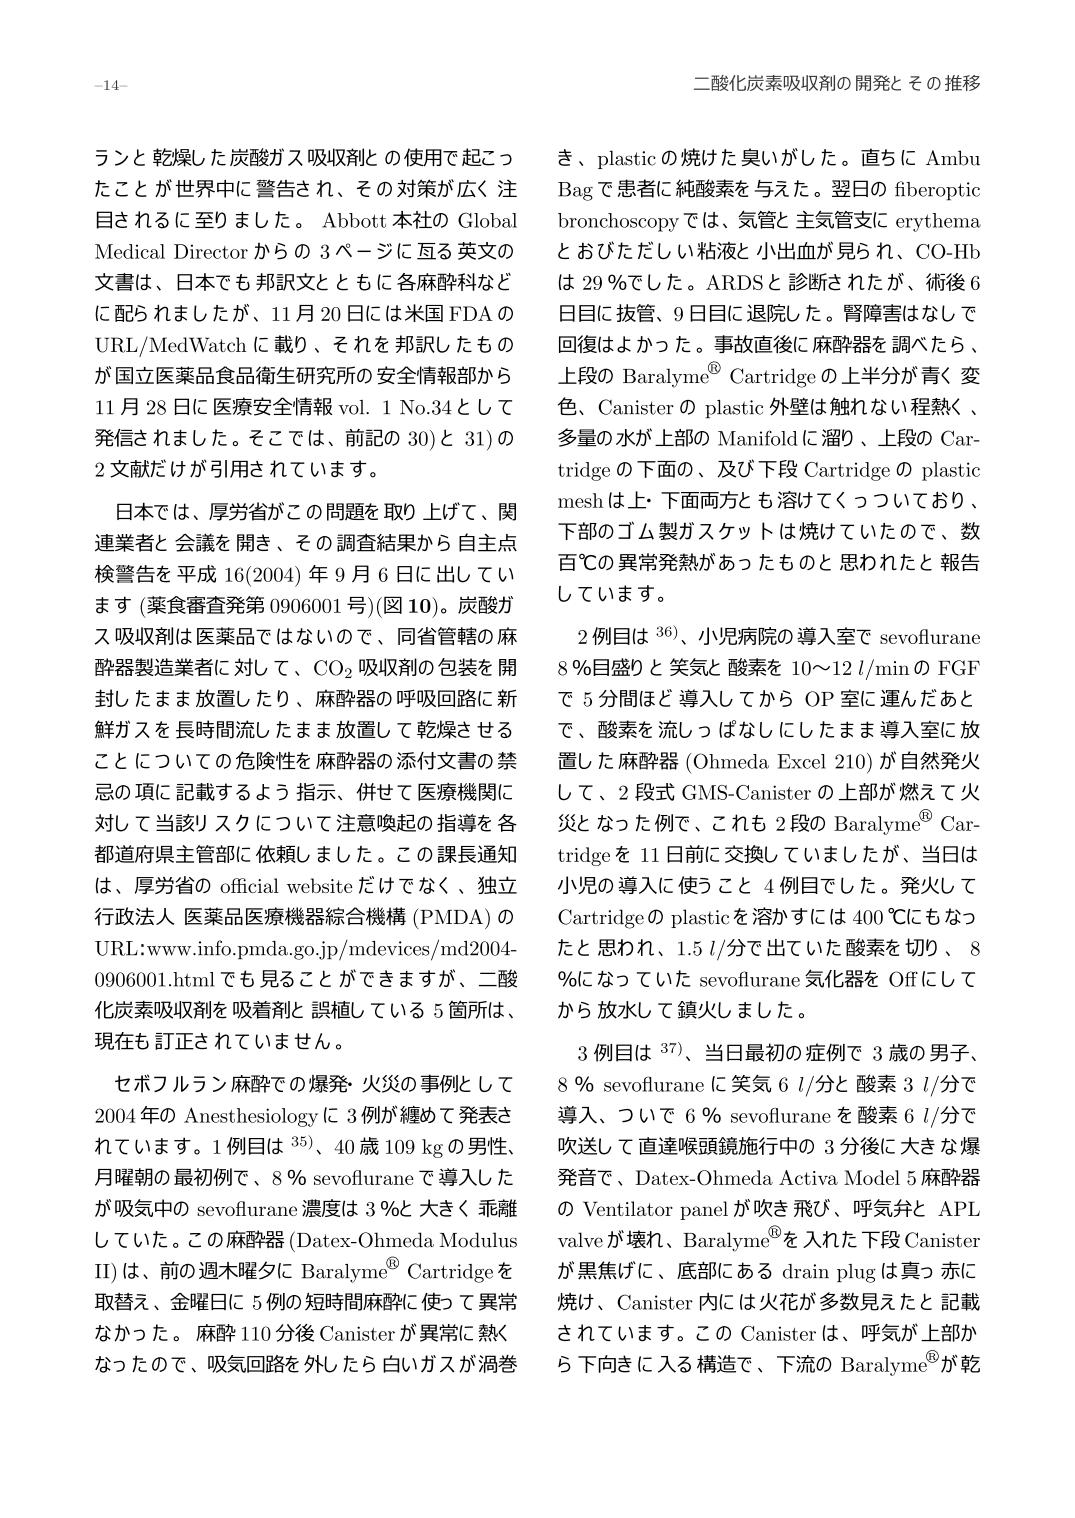 –14–
二酸化炭素吸収剤の開発とその推移
ランと乾燥した炭酸ガス吸収剤との使用で起こっ
たことが世界中に警告され、その対策が広く注
目されるに至りました。 Abbott 本社の Global
Medical Director からの 3 ページに亙る英文の
文書は、日本でも邦訳文とともに各麻酔科など
に配られましたが、11 月 20 日には米国 FDA の
URL/MedWatch に載り、それを邦訳したもの
が国立医薬品食品衛生研究所の安全情報部から
11 月 28 日に医療安全情報 vol. 1 No.34 として
発信されました。そこでは、前記の 30) と 31) の
2 文献だけが引用されています。
日本では、厚労省がこの問題を取り上げて、関
連業者と会議を開き、その調査結果から自主点
検警告を平成 16(2004) 年 9 月 6 日に出してい
ます (薬食審査発第 0906001 号)(図 10)。炭酸ガ
ス吸収剤は医薬品ではないので、同省管轄の麻
酔器製造業者に対して、CO₂ 吸収剤の包装を開
封したまま放置したり、麻酔器の呼吸回路に新
鮮ガスを長時間流したまま放置して乾燥させる
ことについての危険性を麻酔器の添付文書の禁
忌の項に記載するよう指示、併せて医療機関に
対して当該リスクについて注意喚起の指導を各
都道府県主管部に依頼しました。この課長通知
は、厚労省の official website だけでなく、独立
行政法人 医薬品医療機器綜合機構 (PMDA) の
URL:www.info.pmda.go.jp/mdevices/md2004-
0906001.html でも見ることができますが、二酸
化炭素吸収剤を吸着剤と誤植している 5 箇所は、
現在も訂正されていません。
セボフルラン麻酔での爆発・火災の事例として
2004 年の Anesthesiology に 3 例が纏めて発表さ
れています。1 例目は 35)、40 歳 109 kg の男性、
月曜朝の最初例で、8 % sevoflurane で導入した
が吸気中の sevoflurane 濃度は 3 %と大きく乖離
していた。この麻酔器 (Datex-Ohmeda Modulus
II) は、前の週木曜夕に Baralyme® Cartridge を
取替え、金曜日に 5 例の短時間麻酔に使って異常
なかった。 麻酔 110 分後 Canister が異常に熱く
なったので、吸気回路を外したら白いガスが渦巻
き、plastic の焼けた臭いがした。直ちに Ambu
Bag で患者に純酸素を与えた。翌日の fiberoptic
bronchoscopy では、気管と主気管支に erythema
とおびただしい粘液と小出血が見られ、CO-Hb
は 29 %でした。ARDS と診断されたが、術後 6
日目に抜管、9 日目に退院した。腎障害はなしで
回復はよかった。事故直後に麻酔器を調べたら、
上段の Baralyme® Cartridge の上半分が青く変
色、Canister の plastic 外壁は触れない程熱く、
多量の水が上部の Manifold に溜り、上段の Car-
tridge の下面の、及び下段 Cartridge の plastic
mesh は上・下面両方とも溶けてくっついており、
下部のゴム製ガスケットは焼けていたので、数
百℃の異常発熱があったものと思われたと報告
しています。
2 例目は 36)、小児病院の導入室で sevoflurane
8 %目盛りと笑気と酸素を 10〜12 l/min の FGF
で 5 分間ほど導入してから OP 室に運んだあと
で、酸素を流しっぱなしにしたまま導入室に放
置した麻酔器 (Ohmeda Excel 210) が自然発火
して、2 段式 GMS-Canister の上部が燃えて火
災となった例で、これも 2 段の Baralyme® Car-
tridge を 11 日前に交換していましたが、当日は
小児の導入に使うこと 4 例目でした。発火して
Cartridge の plastic を溶かすには 400 ℃にもなっ
たと思われ、1.5 l/分で出ていた酸素を切り、 8
%になっていた sevoflurane 気化器を Off にして
から放水して鎮火しました。
3 例目は 37)、当日最初の症例で 3 歳の男子、
8 % sevoflurane に笑気 6 l/分と酸素 3 l/分で
導入、ついで 6 % sevoflurane を酸素 6 l/分で
吹送して直達喉頭鏡施行中の 3 分後に大きな爆
発音で、Datex-Ohmeda Activa Model 5 麻酔器
の Ventilator panel が吹き飛び、呼気弁と APL
valve が壊れ、Baralyme®を入れた下段 Canister
が黒焦げに、底部にある drain plug は真っ赤に
焼け、Canister 内には火花が多数見えたと記載
されています。この Canister は、呼気が上部か
ら下向きに入る構造で、下流の Baralyme®が乾